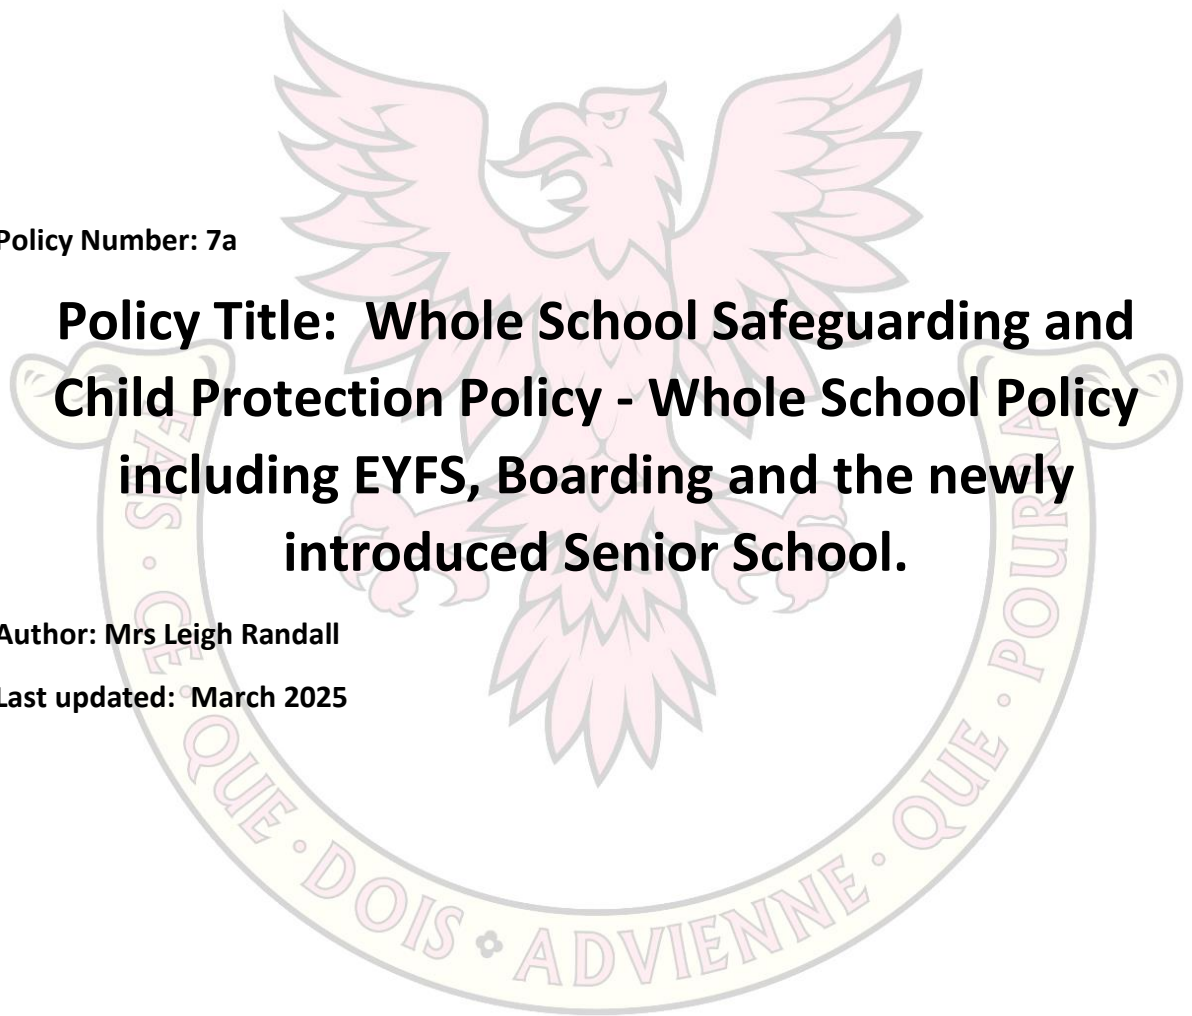 Policy Number: 7a
Policy Title:  Whole School Safeguarding and
Child Protection Policy - Whole School Policy
including EYFS, Boarding and the newly
introduced Senior School.
Author: Mrs Leigh Randall
Last updated:  March 2025
FAIS · CE · QUE · DOIS · ADVIENNE · QUE · POURRA